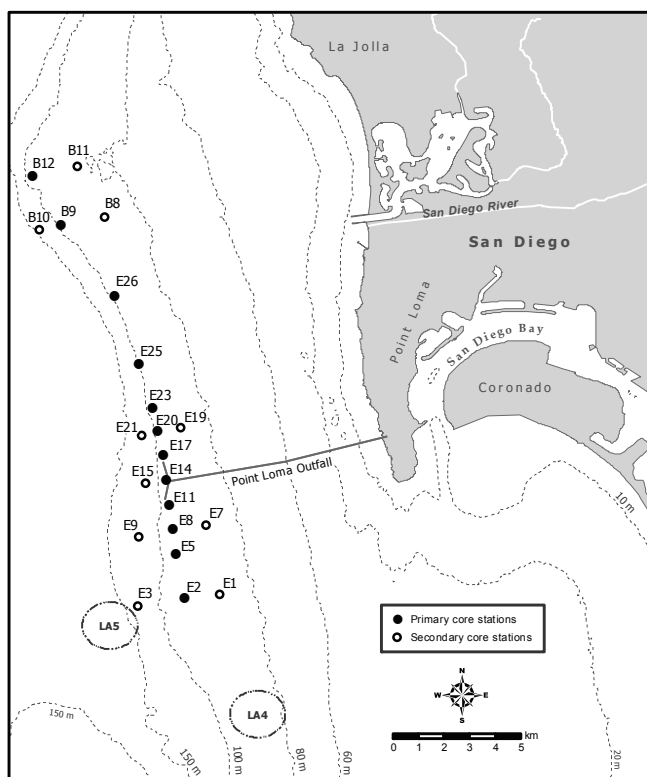 La Jolla
B11
B12
San Diego River
B10
B9
B8
San Diego
E26
Point Loma
San Diego Bay
E25
Coronado
E23
E21
E20
E19
E17
E15
E14
Point Loma Outfall
E11
10 m
E9
E8
E7
E5
E3
E2
E1
LA5
Primary core stations
Secondary core stations
N
W
E
S
LA4
150 m
150 m
100 m
80 m
60 m
20 m
km
0 1 2 3 4 5